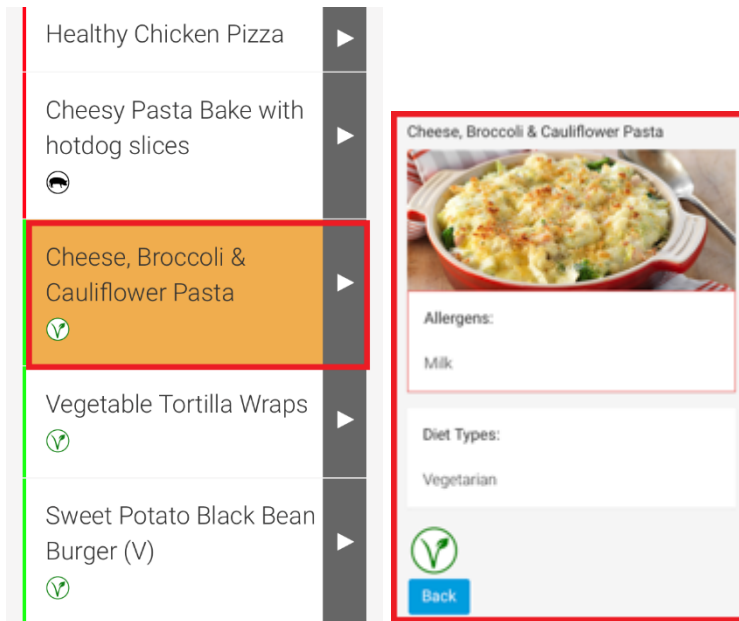 Healthy Chicken Pizza
Cheesy Pasta Bake with
hotdog slices
Cheese, Broccoli &
Cauliflower Pasta
Vegetable Tortilla Wraps
Sweet Potato Black Bean
Burger (V)
Cheese, Broccoli & Cauliflower Pasta
Allergens:
Milk
Diet Types:
Vegetarian
Back